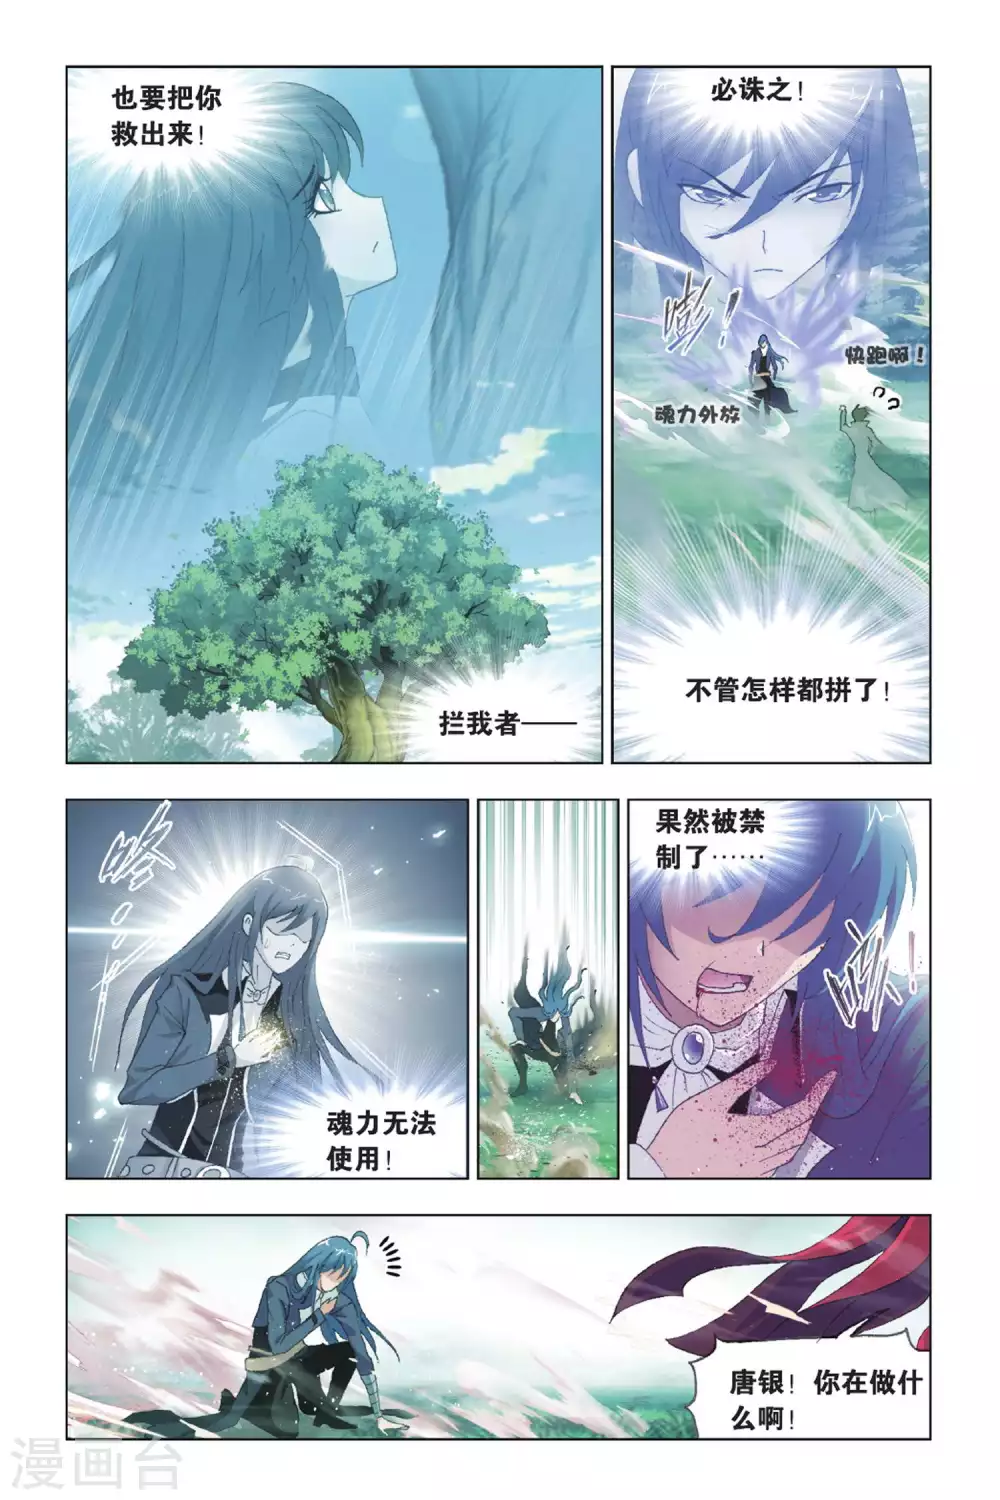 也要把你
救出来！
拦我者——
必诛之！
嘭！
快跑啊！
魂力外放
不管怎样都拼了！
咚
魂力无法
使用！
果然被禁
制了……
咳！
唐银！你在做什
么啊！
漫画台